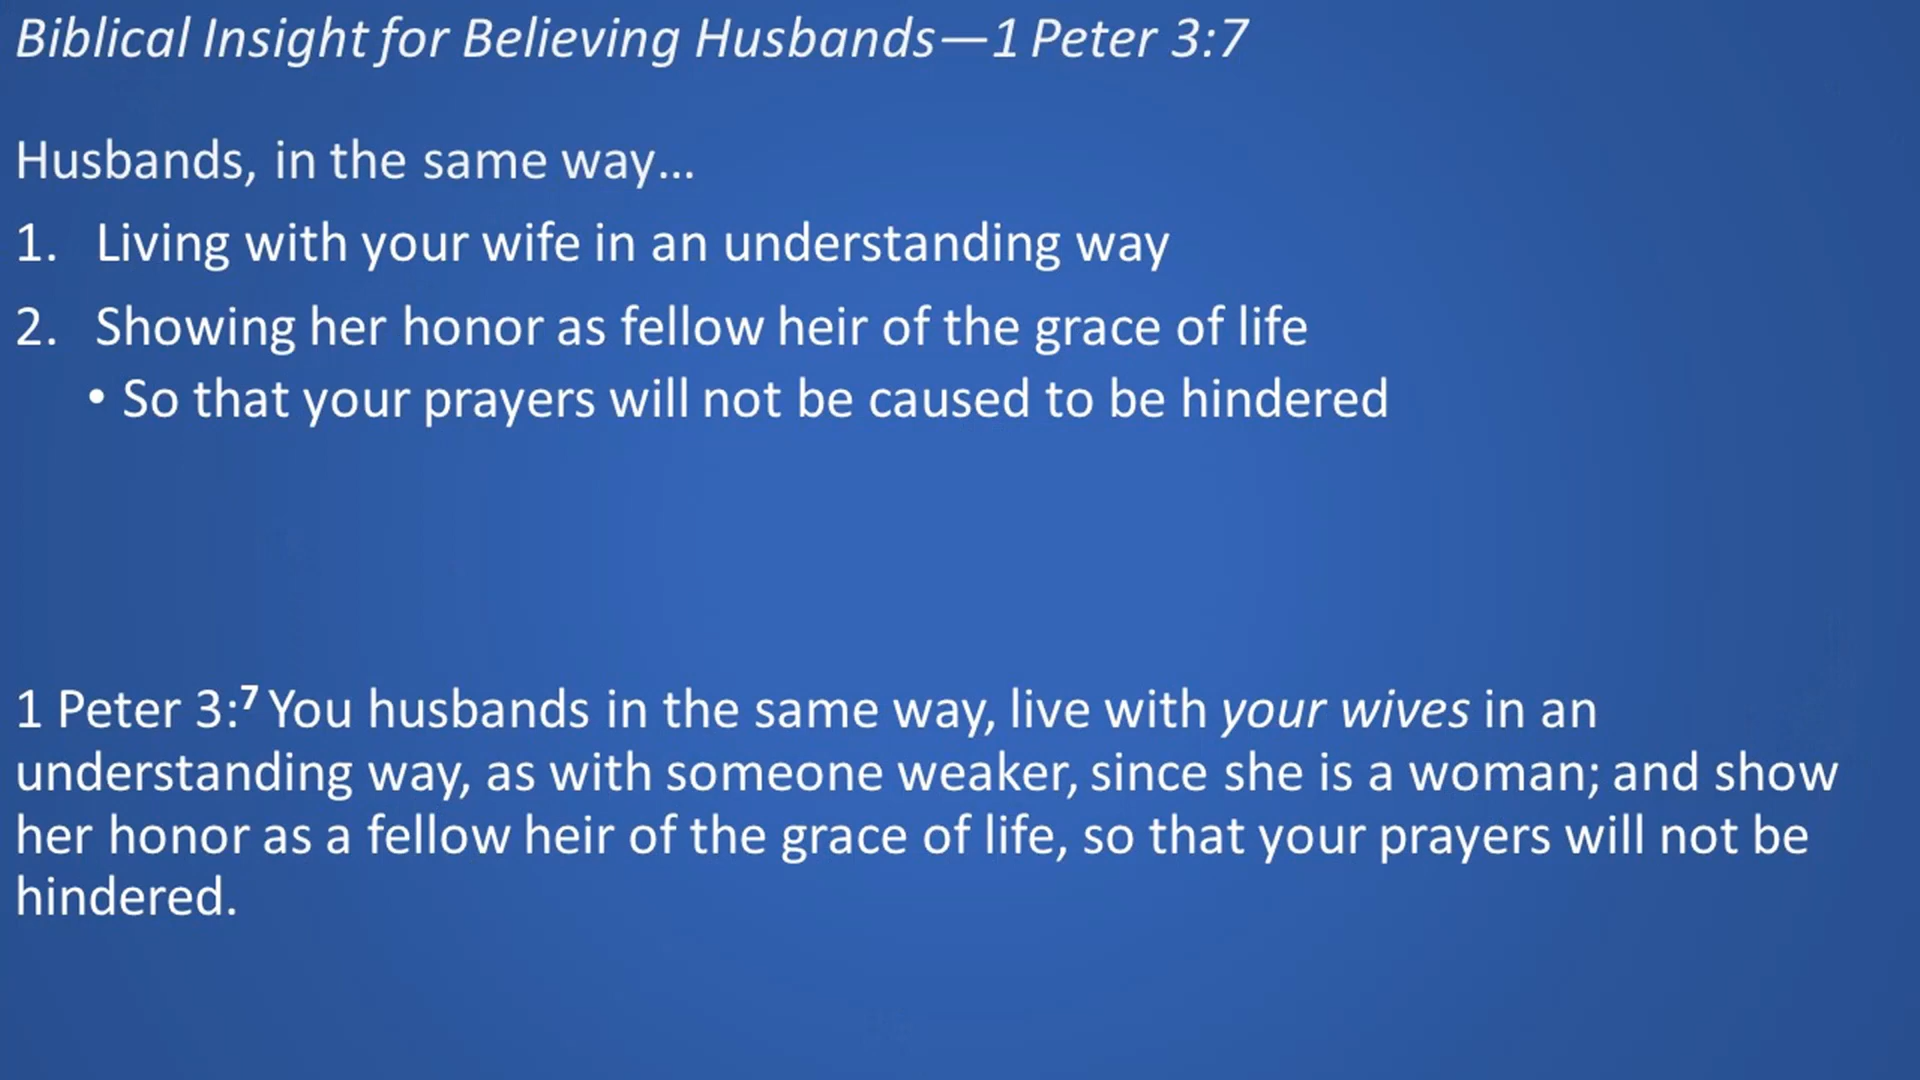 Biblical Insight for Believing Husbands—1 Peter 3:7
Husbands, in the same way…
1. Living with your wife in an understanding way
2. Showing her honor as fellow heir of the grace of life
• So that your prayers will not be caused to be hindered
1 Peter 3:⁷ You husbands in the same way, live with your wives in an
understanding way, as with someone weaker, since she is a woman; and show
her honor as a fellow heir of the grace of life, so that your prayers will not be
hindered.